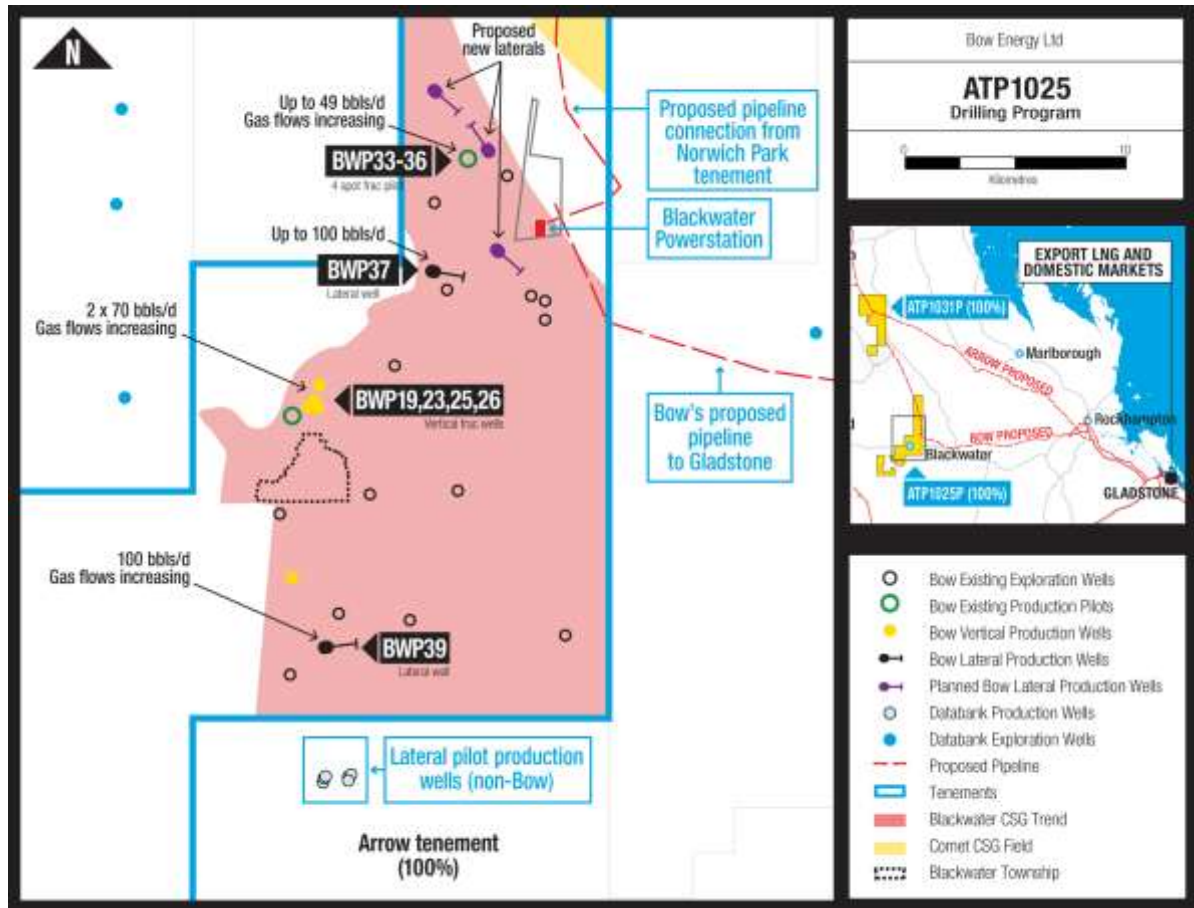 N
Proposed
new laterals
Up to 49 bbls/d
Gas flows increasing
BWP33-36
4 spot frac pilot
Up to 100 bbls/d
BWP37
Lateral well
2 x 70 bbls/d
Gas flows increasing
BWP19,23,25,26
Vertical frac wells
100 bbls/d
Gas flows increasing
BWP39
Lateral well
Proposed pipeline
connection from
Norwich Park
tenement
Blackwater
Powerstation
Bow's proposed
pipeline
to Gladstone
Lateral pilot production
wells (non-Bow)
Arrow tenement
(100%)
Bow Energy Ltd
ATP1025
Drilling Program
0
10
Kilometres
EXPORT LNG AND
DOMESTIC MARKETS
ATP1031P (100%)
Marlborough
ARROW PROPOSED
Rockhampton
BOW PROPOSED
Blackwater
ATP1025P (100%)
GLADSTONE
Bow Existing Exploration Wells
Bow Existing Production Pilots
Bow Vertical Production Wells
Bow Lateral Production Wells
Planned Bow Lateral Production Wells
Databank Production Wells
Databank Exploration Wells
Proposed Pipeline
Tenements
Blackwater CSG Trend
Comet CSG Field
Blackwater Township